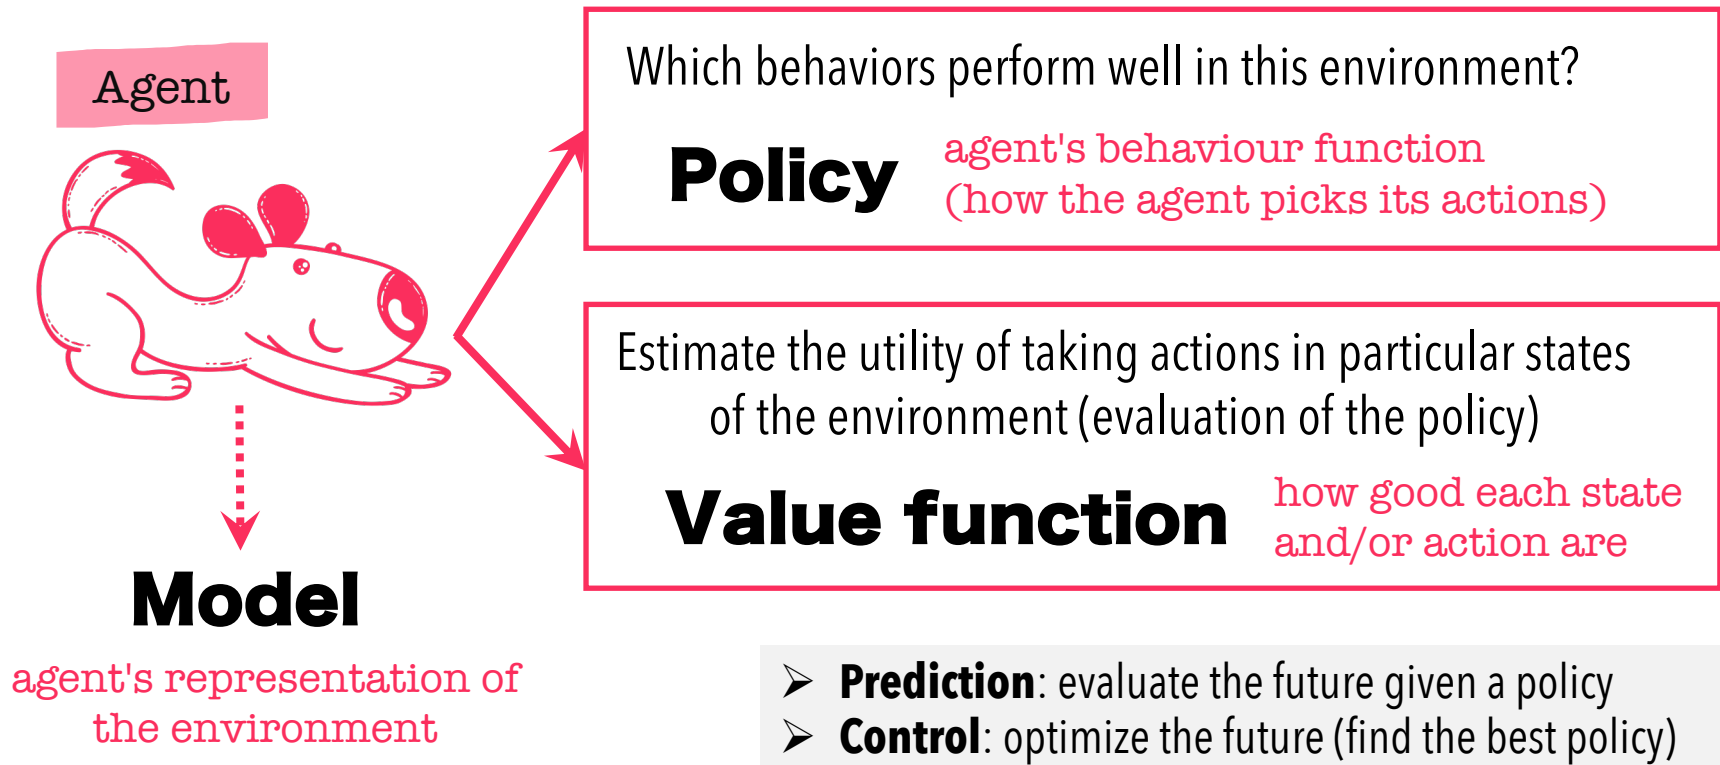 Agent
Which behaviors perform well in this environment?
Policy
agent's behaviour function
(how the agent picks its actions)
Estimate the utility of taking actions in particular states
of the environment (evaluation of the policy)
Value function
how good each state
and/or action are
Model
agent's representation of
the environment
➢ Prediction: evaluate the future given a policy
➢ Control: optimize the future (find the best policy)